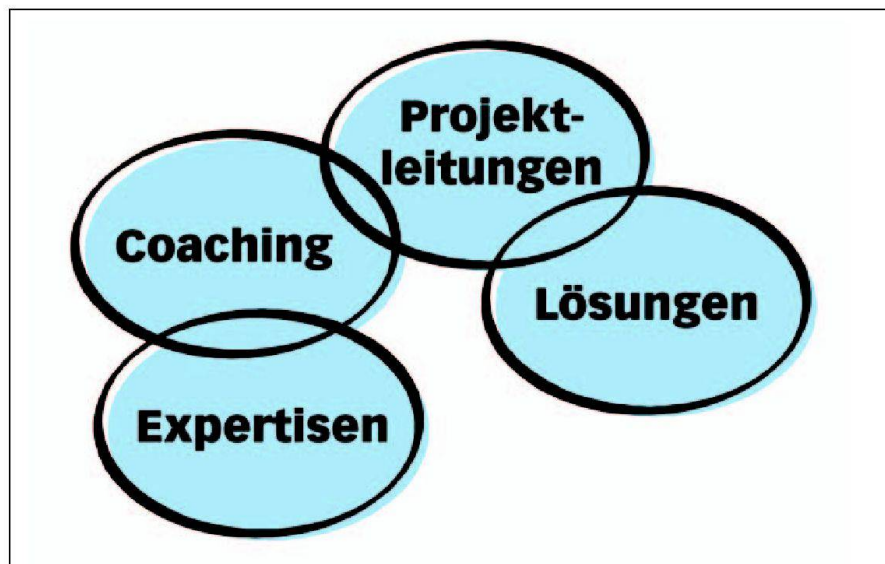 Projekt-
leitungen
Coaching
Lösungen
Expertisen